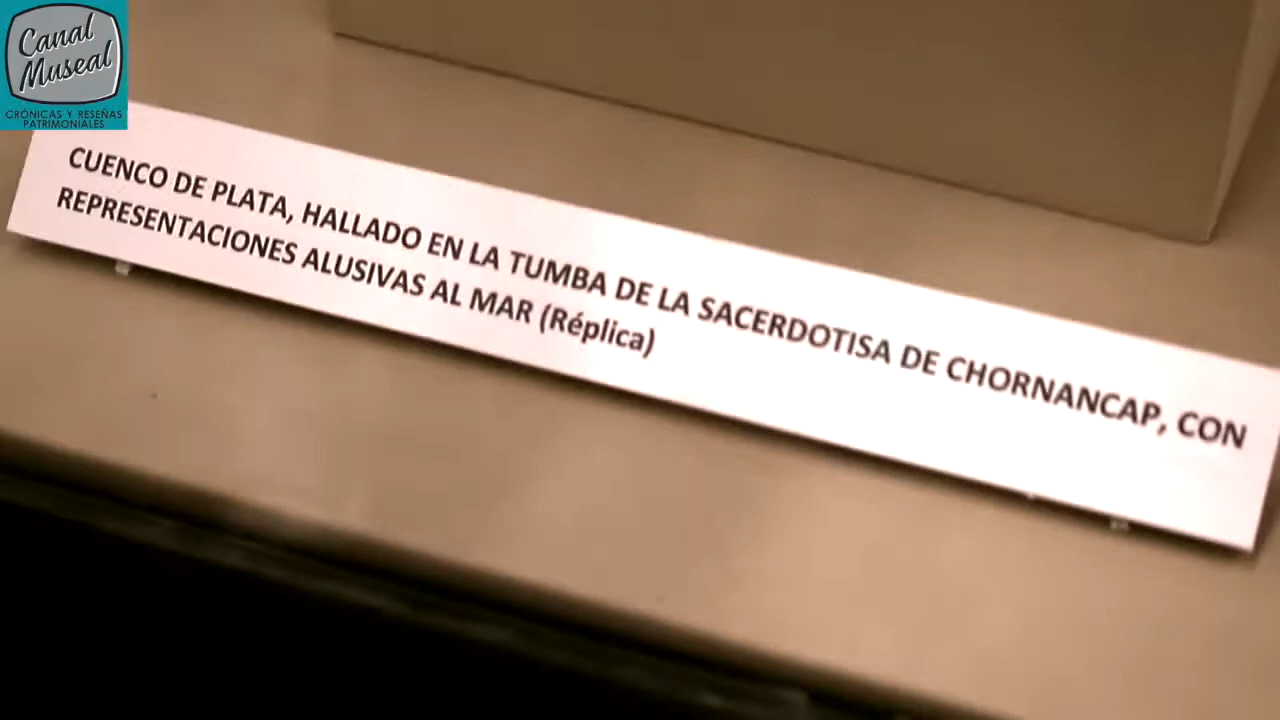 Canal
Museal
CRÓNICAS Y RESEÑAS
PATRIMONIALES
CUENCO DE PLATA, HALLADO EN LA TUMBA DE LA SACERDOTISA DE CHORNANCAP, CON
REPRESENTACIONES ALUSIVAS AL MAR (Réplica)